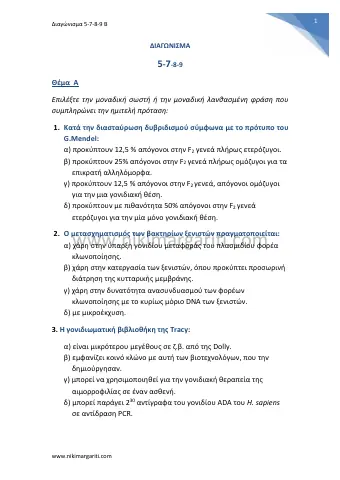 Διαγώνισμα 5-7-8-9 Β
1
ΔΙΑΓΩΝΙΣΜΑ
5-7-8-9
Θέμα Α
Επιλέξτε την μοναδική σωστή ή την μοναδική λανθασμένη φράση που
συμπληρώνει την ημιτελή πρόταση:
1. Κατά την διασταύρωση διυβριδισμού σύμφωνα με το πρότυπο του
G.Mendel:
α) προκύπτουν 12,5 % απόγονοι στην F₂ γενεά πλήρως ετερόζυγοι.
β) προκύπτουν 25% απόγονοι στην F₂ γενεά πλήρως ομόζυγοι για τα
επικρατή αλληλόμορφα.
γ) προκύπτουν 12,5 % απόγονοι στη F₂ γενεά, απόγονοι ομόζυγοι
για την μια γονιδιακή θέση.
δ) προκύπτουν με πιθανότητα 50% απόγονοι στην F₂ γενεά
ετερόζυγοι για τη μία μόνο γονιδιακή θέση.
2. Ο μετασχηματισμός των βακτηρίων ξενιστών πραγματοποιείται:
www.nikimargariti.com
α) χάρη στην ύπαρξη γονιδίου μεταφοράς του πλασμιδίου φορέα
κλωνοποίησης.
β) χάρη στην κατεργασία των ξενιστών, όπου προκύπτει προσωρινή
διάτρηση της κυτταρικής μεμβράνης.
γ) χάρη στην δυνατότητα ανασυνδυασμού των φορέων
κλωνοποίησης με το κυρίως μόριο DNA των ξενιστών.
δ) με μικροέκχυση.
3. Η γονιδιωματική βιβλιοθήκη της Tracy:
α) είναι μικρότερου μεγέθους σε ζ.β. από της Dolly.
β) εμφανίζει κοινό κλώνο με αυτή των βιοτεχνολόγων, που την
δημιούργησαν.
γ) μπορεί να χρησιμοποιηθεί για την γονιδιακή θεραπεία της
αιμορροφιλίας σε έναν ασθενή.
δ) μπορεί παράγει 2³⁰ αντίγραφα του γονιδίου ADA του H. sapiens
σε αντίδραση PCR.
www.nikimargariti.com